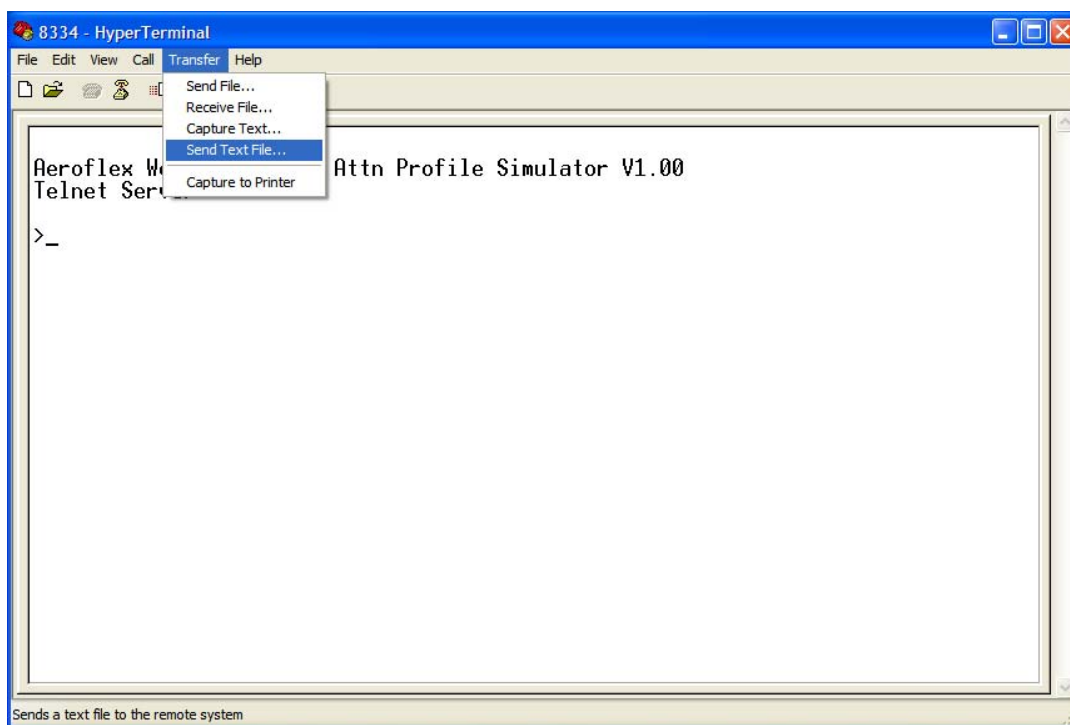 8334 - HyperTerminal
File Edit View Call Transfer Help
Send File...
Receive File...
Capture Text...
Send Text File...
Capture to Printer
Aeroflex Attn Profile Simulator V1.00
Telnet
>_
Sends a text file to the remote system